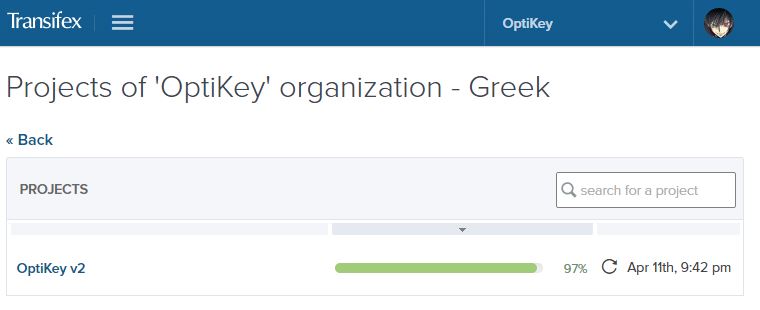 Transifex
OptiKey
Projects of 'OptiKey' organization - Greek
« Back
PROJECTS
search for a project
OptiKey v2
97%
Apr 11th, 9:42 pm